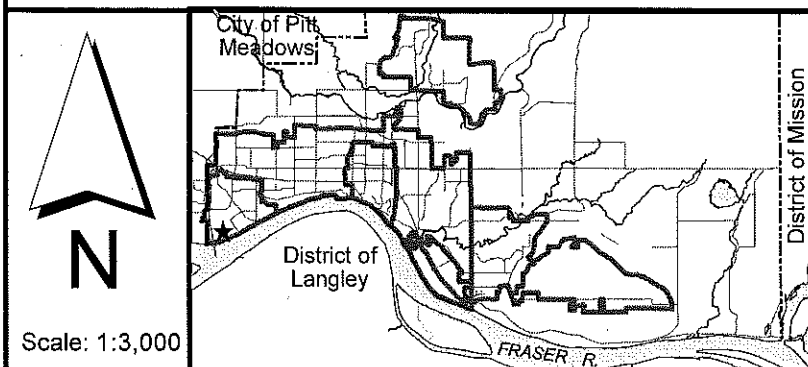 N
Scale: 1:3,000
City of Pitt
Meadows
District of
Langley
FRASER R.
District of Mission